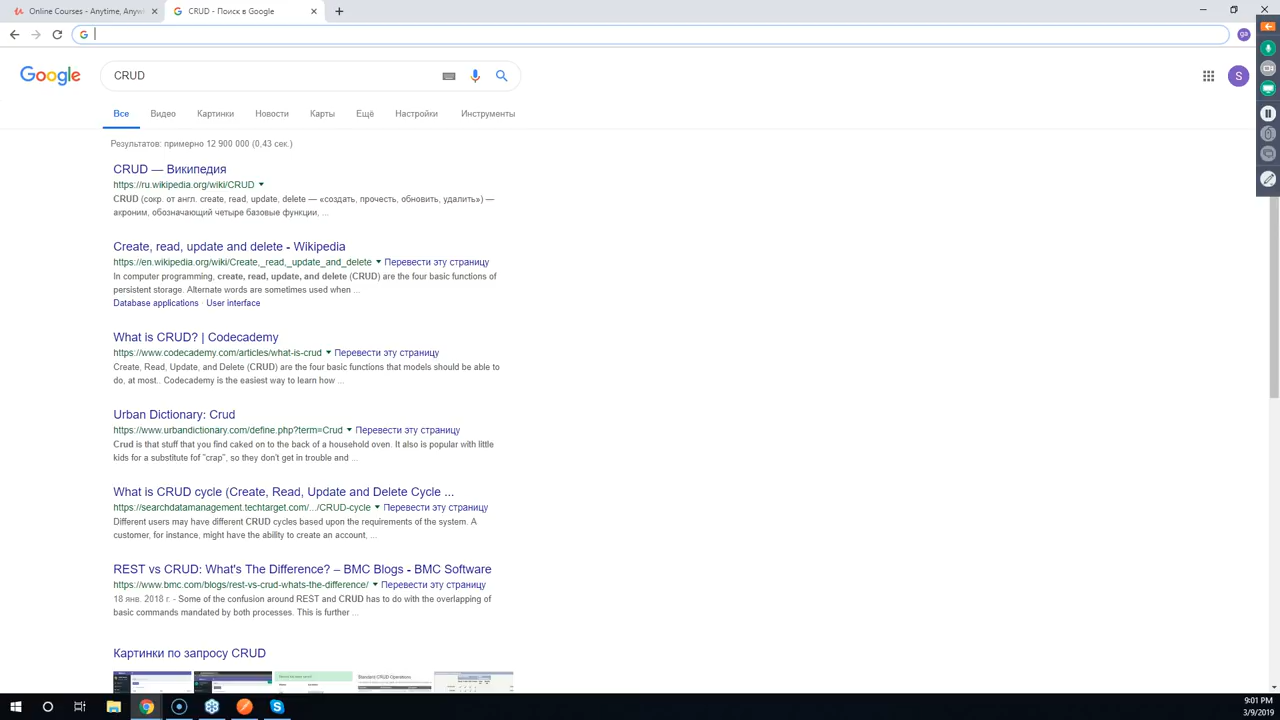 Online Courses - Anytime, Anyw
CRUD - Поиск в Google
Google
CRUD
S
Все Видео Картинки Новости Карты Ещё Настройки Инструменты
Результатов: примерно 12 900 000 (0,43 сек.)
CRUD — Википедия
https://ru.wikipedia.org/wiki/CRUD
CRUD (сокр. от англ. create, read, update, delete — «создать, прочесть, обновить, удалить») —
акроним, обозначающий четыре базовые функции, ...
Create, read, update and delete - Wikipedia
https://en.wikipedia.org/wiki/Create,_read,_update_and_delete Перевести эту страницу
In computer programming, create, read, update, and delete (CRUD) are the four basic functions of
persistent storage. Alternate words are sometimes used when ...
Database applications · User interface
What is CRUD? | Codecademy
https://www.codecademy.com/articles/what-is-crud Перевести эту страницу
Create, Read, Update, and Delete (CRUD) are the four basic functions that models should be able to
do, at most.. Codecademy is the easiest way to learn how ...
Urban Dictionary: Crud
https://www.urbandictionary.com/define.php?term=Crud Перевести эту страницу
Crud is that stuff that you find caked on to the back of a household oven. It also is popular with little
kids for a substitute fof "crap", so they don't get in trouble and ...
What is CRUD cycle (Create, Read, Update and Delete Cycle ...
https://searchdatamanagement.techtarget.com/.../CRUD-cycle Перевести эту страницу
Different users may have different CRUD cycles based upon the requirements of the system. A
customer, for instance, might have the ability to create an account, ...
REST vs CRUD: What's The Difference? – BMC Blogs - BMC Software
https://www.bmc.com/blogs/rest-vs-crud-whats-the-difference/ Перевести эту страницу
18 янв. 2018 г. - Some of the confusion around REST and CRUD has to do with the overlapping of
basic commands mandated by both processes. This is further ...
Картинки по запросу CRUD
Standard CRUD Operations
9:01 PM
3/9/2019